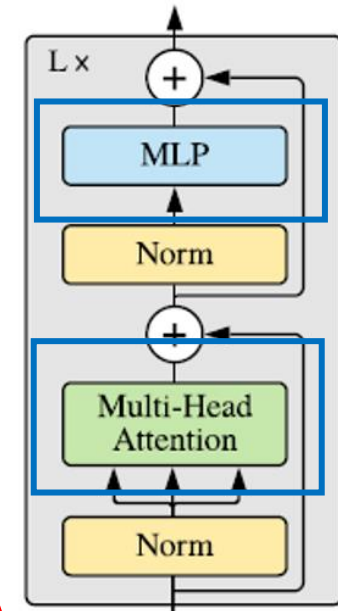 L ×
+
MLP
Norm
+
Multi-Head
Attention
Norm